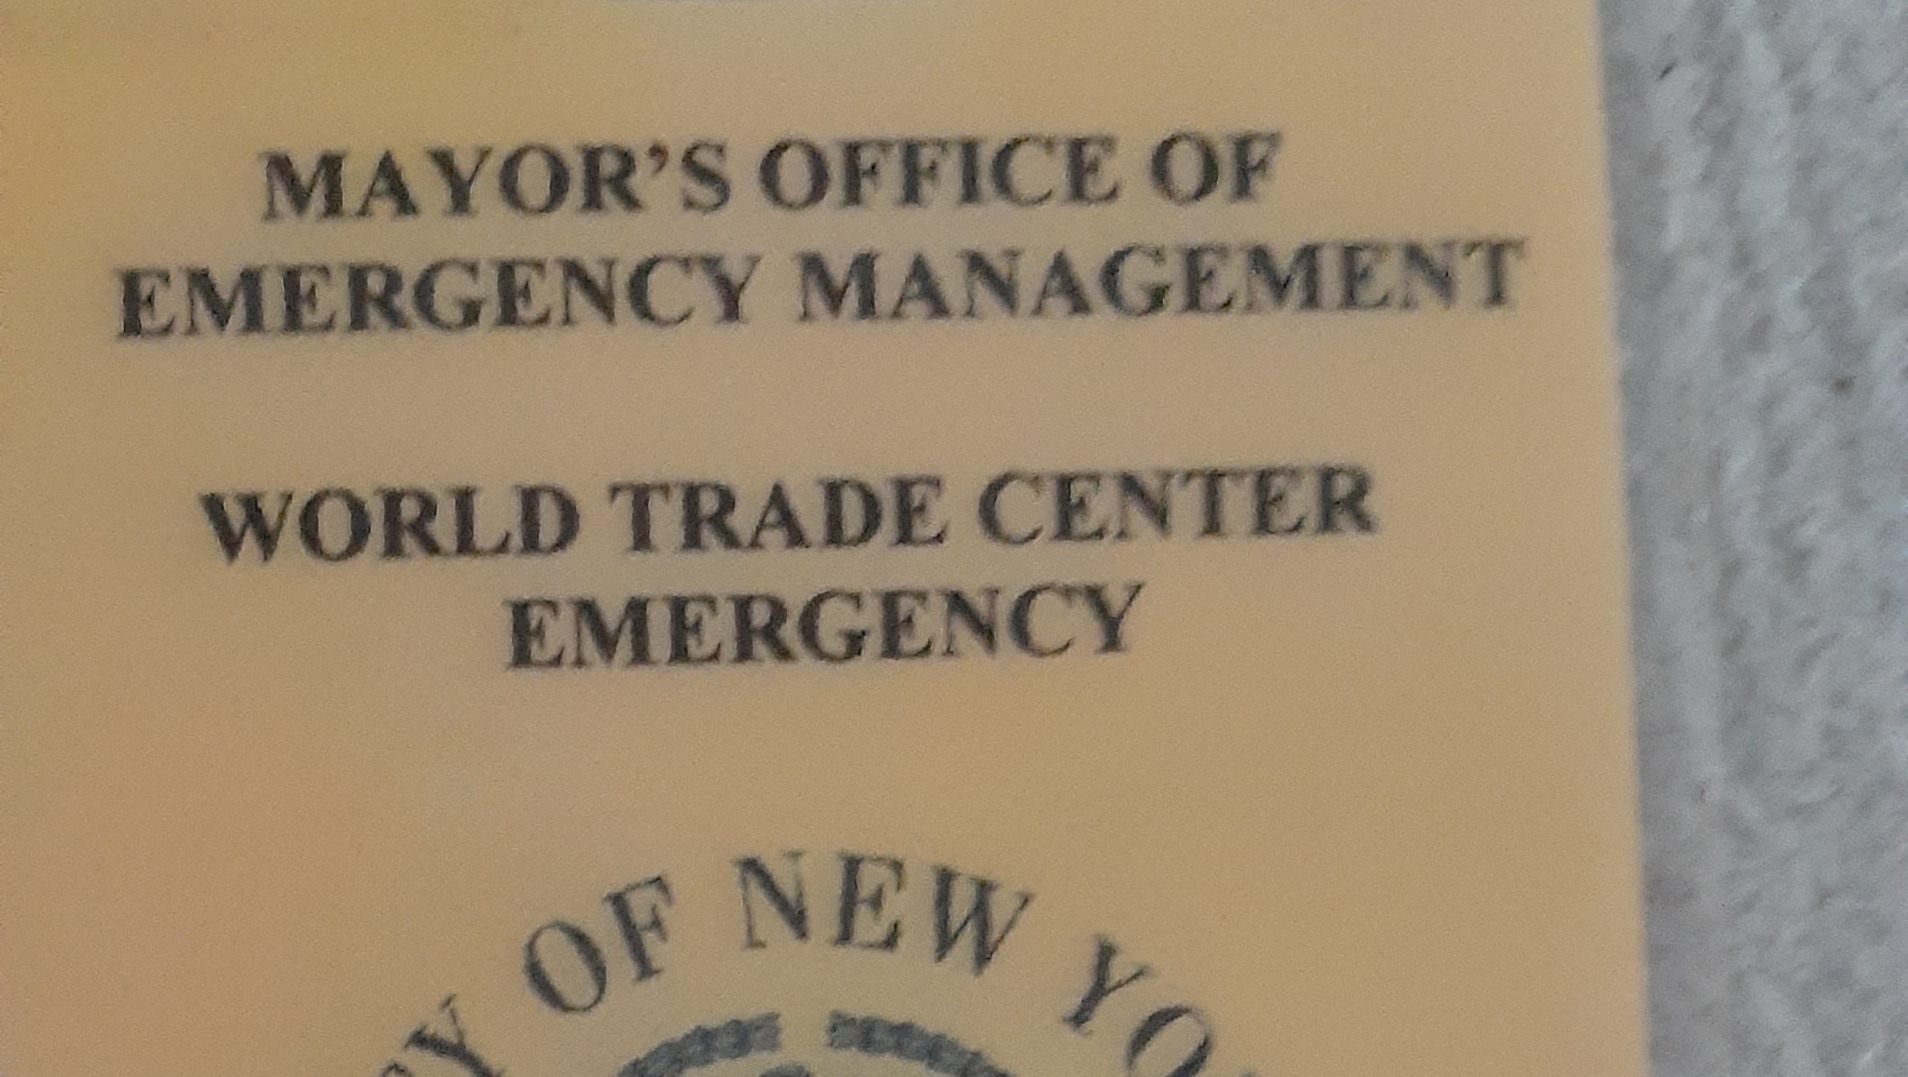 MAYOR'S OFFICE OF
EMERGENCY MANAGEMENT
WORLD TRADE CENTER
EMERGENCY
OF NEW